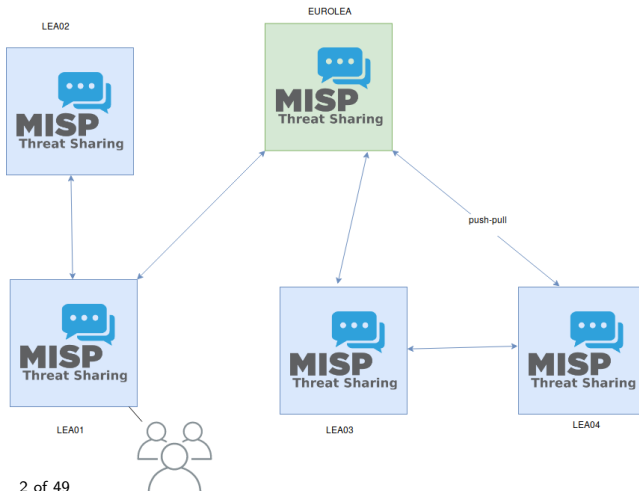 EUROLEA
LEA02
MISP
Threat Sharing
MISP
Threat Sharing
push-pull
MISP
Threat Sharing
MISP
Threat Sharing
MISP
Threat Sharing
LEA01
LEA03
LEA04
2 of 49